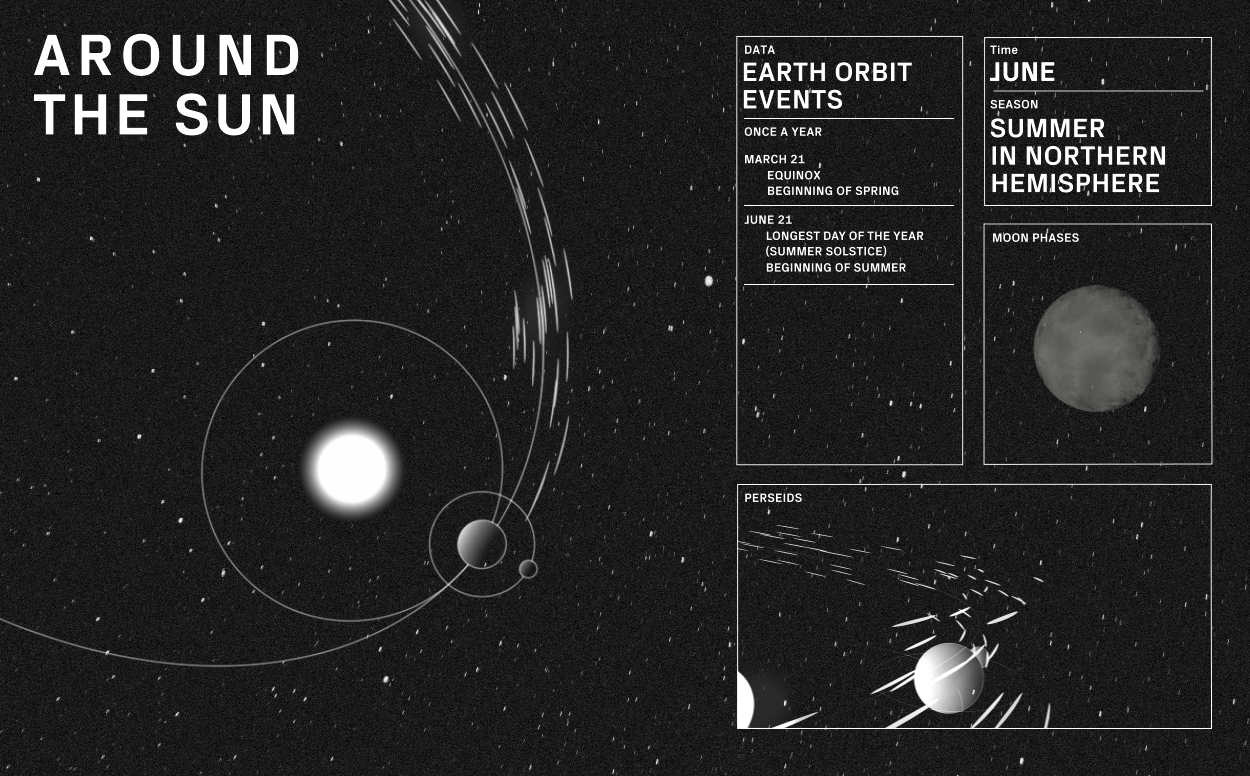 AROUND
THE SUN
DATA
EARTH ORBIT
EVENTS
ONCE A YEAR
MARCH 21
EQUINOX
BEGINNING OF SPRING
JUNE 21
LONGEST DAY OF THE YEAR
(SUMMER SOLSTICE)
BEGINNING OF SUMMER
Time
JUNE
SEASON
SUMMER
IN NORTHERN
HEMISPHERE
MOON PHASES
PERSEIDS